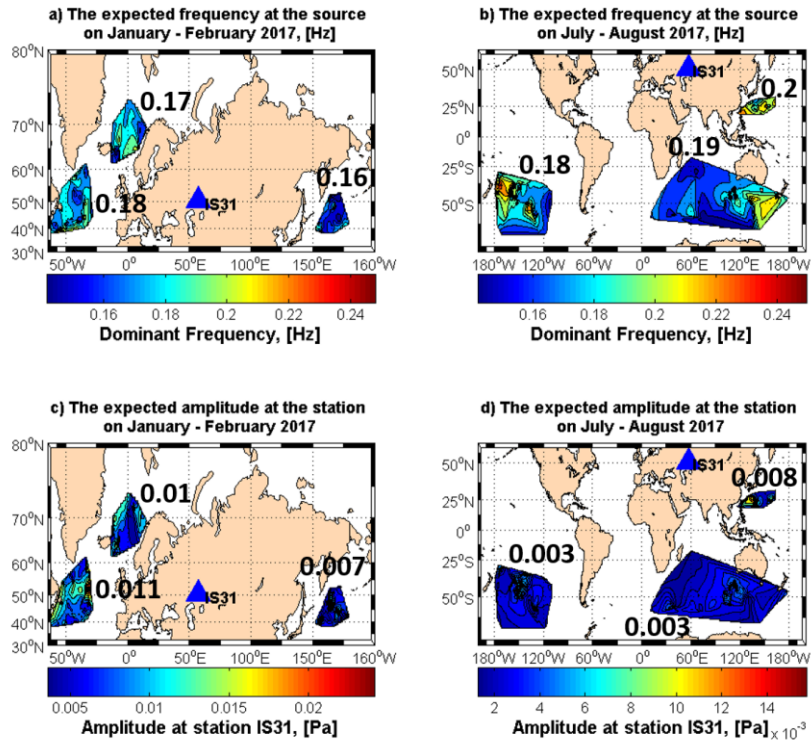 a) The expected frequency at the source
on January - February 2017, [Hz]
80°N
70°N
60°N
50°N
40°N
30°N
0.17
0.18
0.16
IS31
50°W 0° 50°E 100°E 150°E 160°W
0.16 0.18 0.2 0.22 0.24
Dominant Frequency, [Hz]
b) The expected frequency at the source
on July - August 2017, [Hz]
50°N
25°N
0°
25°S
50°S
IS31
0.2
0.19
0.18
180°W 120°W 60°W 0° 60°E 120°E 180°W
0.16 0.18 0.2 0.22 0.24
Dominant Frequency, [Hz]
c) The expected amplitude at the station
on January - February 2017
80°N
70°N
60°N
50°N
40°N
30°N
0.01
0.011
0.007
IS31
50°W 0° 50°E 100°E 150°E 160°W
0.005 0.01 0.015 0.02
Amplitude at station IS31, [Pa]
d) The expected amplitude at the station
on July - August 2017
50°N
25°N
0°
25°S
50°S
IS31
0.008
0.003
0.003
180°W 120°W 60°W 0° 60°E 120°E 180°W
2 4 6 8 10 12 14
x 10⁻³
Amplitude at station IS31, [Pa]